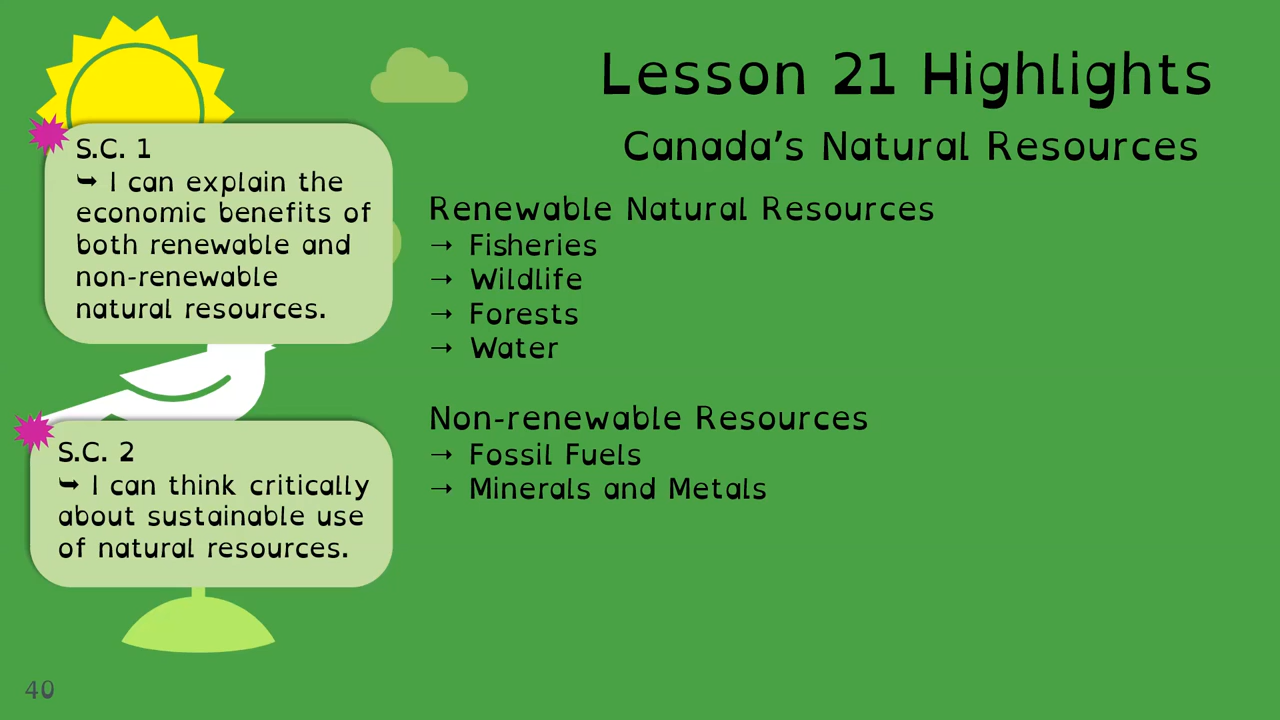 Lesson 21 Highlights
Canada's Natural Resources
S.C. 1
⮩ I can explain the
economic benefits of
both renewable and
non-renewable
natural resources.
S.C. 2
⮩ I can think critically
about sustainable use
of natural resources.
Renewable Natural Resources
→ Fisheries
→ Wildlife
→ Forests
→ Water
Non-renewable Resources
→ Fossil Fuels
→ Minerals and Metals
40